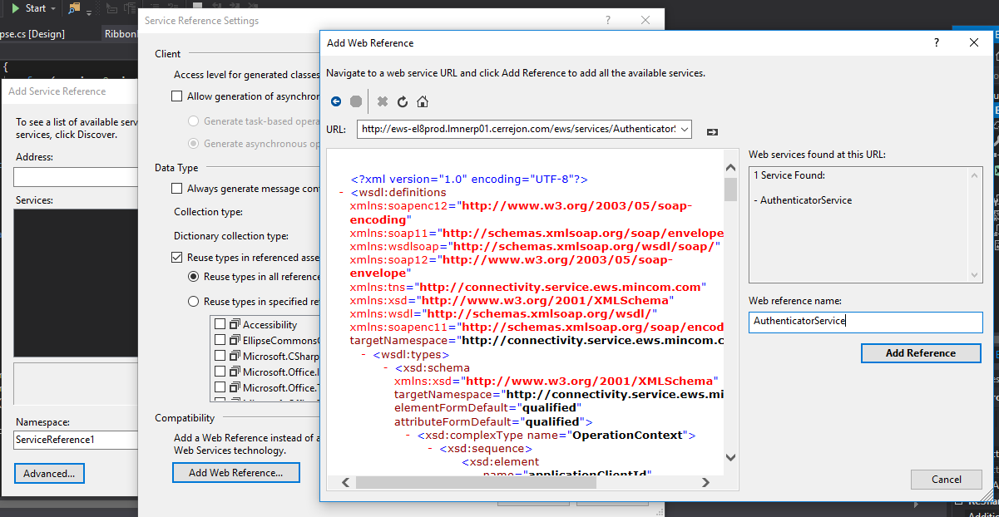 Start
pse.cs [Design]
Ribbon
{
Service Reference Settings
?
Client
Access level for generated classes
Allow generation of asynchron
Generate task-based opera
Generate asynchronous op
Data Type
Always generate message con
Collection type:
Dictionary collection type:
Reuse types in referenced asse
Reuse types in all reference
Reuse types in specified re
Accessibility
EllipseCommonsC
Microsoft.CSharp
Microsoft.Office.I
Microsoft.Office.T
Compatibility
Add a Web Reference instead of a
Web Services technology.
Add Web Reference...
Add Service Reference
To see a list of available serv
services, click Discover.
Address:
Services:
Namespace:
ServiceReference1
Advanced...
Add Web Reference
?
Navigate to a web service URL and click Add Reference to add all the available services.
URL:
http://ews-el8prod.lmnerp01.cerrejon.com/ews/services/AuthenticatorS
<?xml version="1.0" encoding="UTF-8"?>
- <wsdl:definitions
xmlns:soapenc12="http://www.w3.org/2003/05/soap-
encoding"
xmlns:soap11="http://schemas.xmlsoap.org/soap/envelope
xmlns:wsdlsoap="http://schemas.xmlsoap.org/wsdl/soap/"
xmlns:soap12="http://www.w3.org/2003/05/soap-
envelope"
xmlns:tns="http://connectivity.service.ews.mincom.com"
xmlns:xsd="http://www.w3.org/2001/XMLSchema"
xmlns:wsdl="http://schemas.xmlsoap.org/wsdl/"
xmlns:soapenc11="http://schemas.xmlsoap.org/soap/encod
targetNamespace="http://connectivity.service.ews.mincom.c
- <wsdl:types>
- <xsd:schema
xmlns:xsd="http://www.w3.org/2001/XMLSchema"
targetNamespace="http://connectivity.service.ews.mi
elementFormDefault="qualified"
attributeFormDefault="qualified">
- <xsd:complexType name="OperationContext">
- <xsd:sequence>
<xsd:element
name="applicationClientId"
Web services found at this URL:
1 Service Found:
- AuthenticatorService
Web reference name:
AuthenticatorService
Add Reference
Cancel